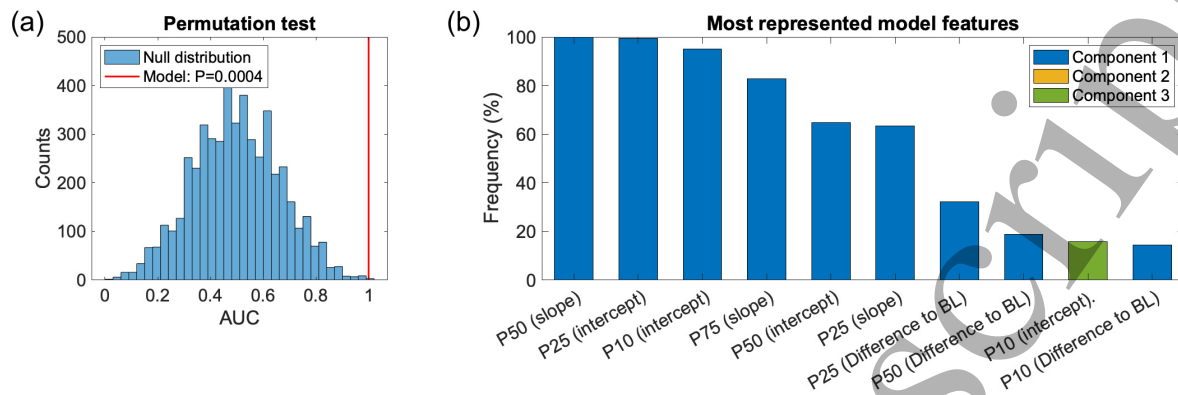 (a)
Permutation test
500
400
300
200
100
0
Counts
Null distribution
Model: P=0.0004
0 0.2 0.4 0.6 0.8 1
AUC
(b)
Most represented model features
100
80
60
40
20
0
Frequency (%)
Component 1
Component 2
Component 3
P50 (slope)
P25 (intercept)
P10 (intercept)
P75 (slope)
P50 (intercept)
P25 (slope)
P25 (Difference to BL)
P50 (Difference to BL)
P10 (intercept).
P10 (Difference to BL)
scrip